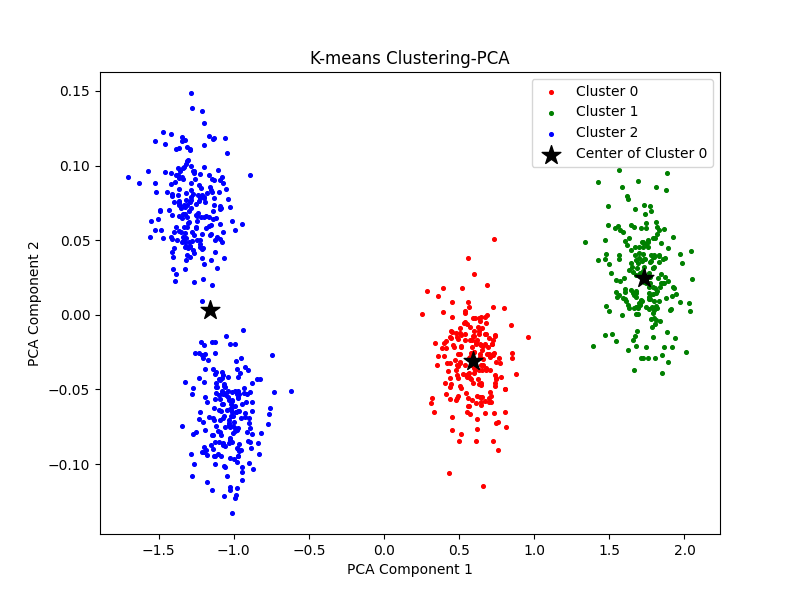 K-means Clustering-PCA
Cluster 0
Cluster 1
Cluster 2
Center of Cluster 0
PCA Component 2
0.15
0.10
0.05
0.00
−0.05
−0.10
−1.5 −1.0 −0.5 0.0 0.5 1.0 1.5 2.0
PCA Component 1